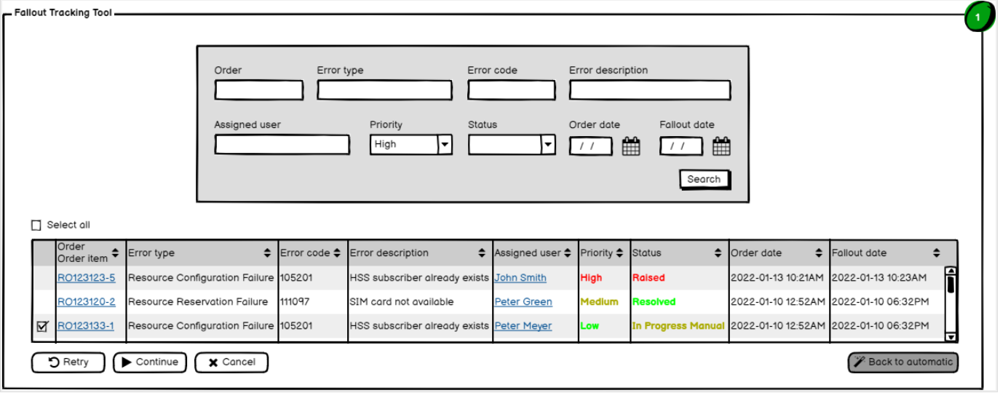 Fallout Tracking Tool
1
Order Error type Error code Error description
Assigned user Priority Status Order date Fallout date
High / / / /
Search
Select all
Order
Order item Error type Error code Error description Assigned user Priority Status Order date Fallout date
RO123123-5 Resource Configuration Failure 105201 HSS subscriber already exists John Smith High Raised 2022-01-13 10:21AM 2022-01-13 10:23AM
RO123120-2 Resource Reservation Failure 111097 SIM card not available Peter Green Medium Resolved 2022-01-10 12:52AM 2022-01-10 06:32PM
RO123133-1 Resource Configuration Failure 105201 HSS subscriber already exists Peter Meyer Low In Progress Manual 2022-01-10 12:52AM 2022-01-10 06:32PM
Retry Continue Cancel Back to automatic